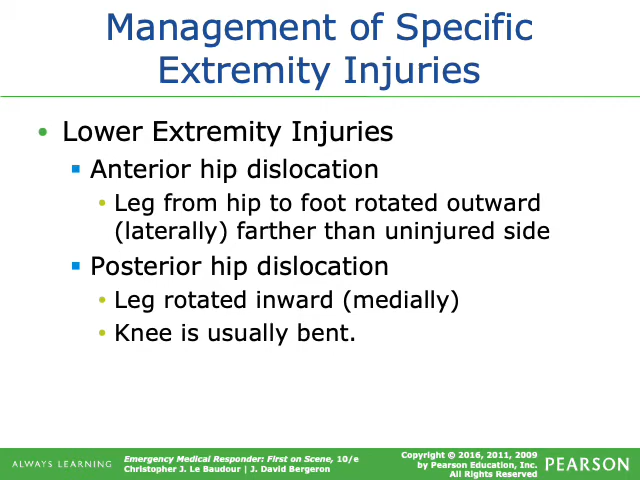 Management of Specific
Extremity Injuries
• Lower Extremity Injuries
▪ Anterior hip dislocation
• Leg from hip to foot rotated outward
(laterally) farther than uninjured side
▪ Posterior hip dislocation
• Leg rotated inward (medially)
• Knee is usually bent.
ALWAYS LEARNING
Emergency Medical Responder: First on Scene, 10/e
Christopher J. Le Baudour | J. David Bergeron
Copyright © 2016, 2011, 2009
by Pearson Education, Inc.
All Rights Reserved
PEARSON